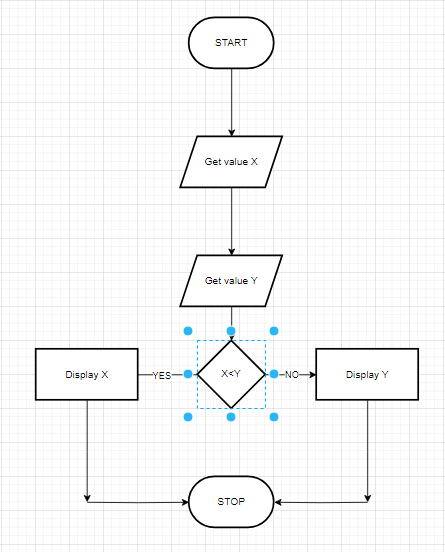 START
Get value X
Get value Y
X<Y
YES
NO
Display X
Display Y
STOP